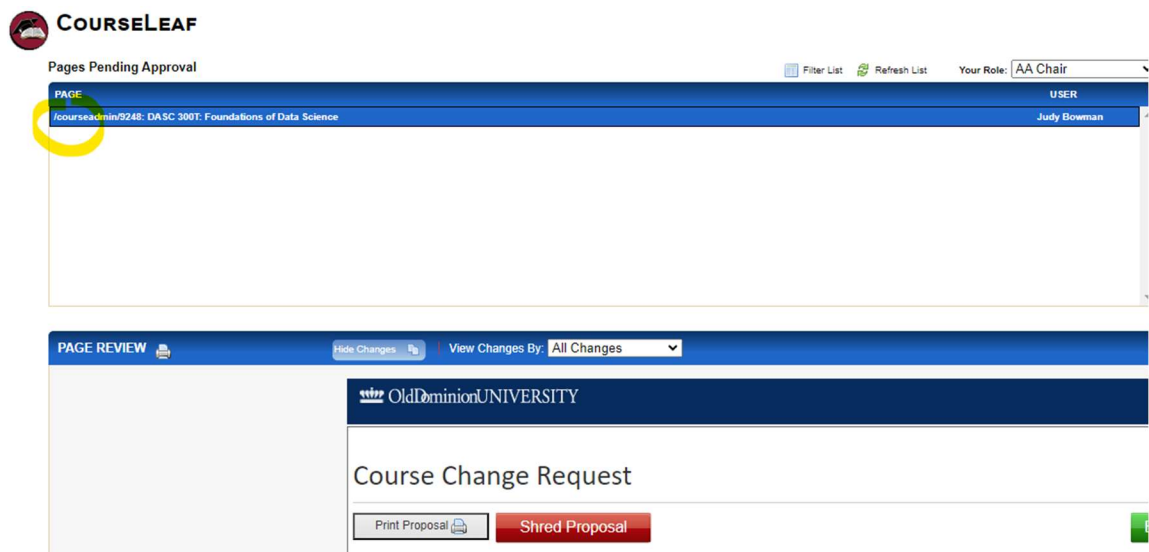 COURSELEAF
Pages Pending Approval
Filter List Refresh List Your Role: AA Chair
PAGE USER
/courseadmin/9248: DASC 300T: Foundations of Data Science Judy Bowman
PAGE REVIEW Hide Changes View Changes By: All Changes
OldDominionUNIVERSITY
Course Change Request
Print Proposal Shred Proposal